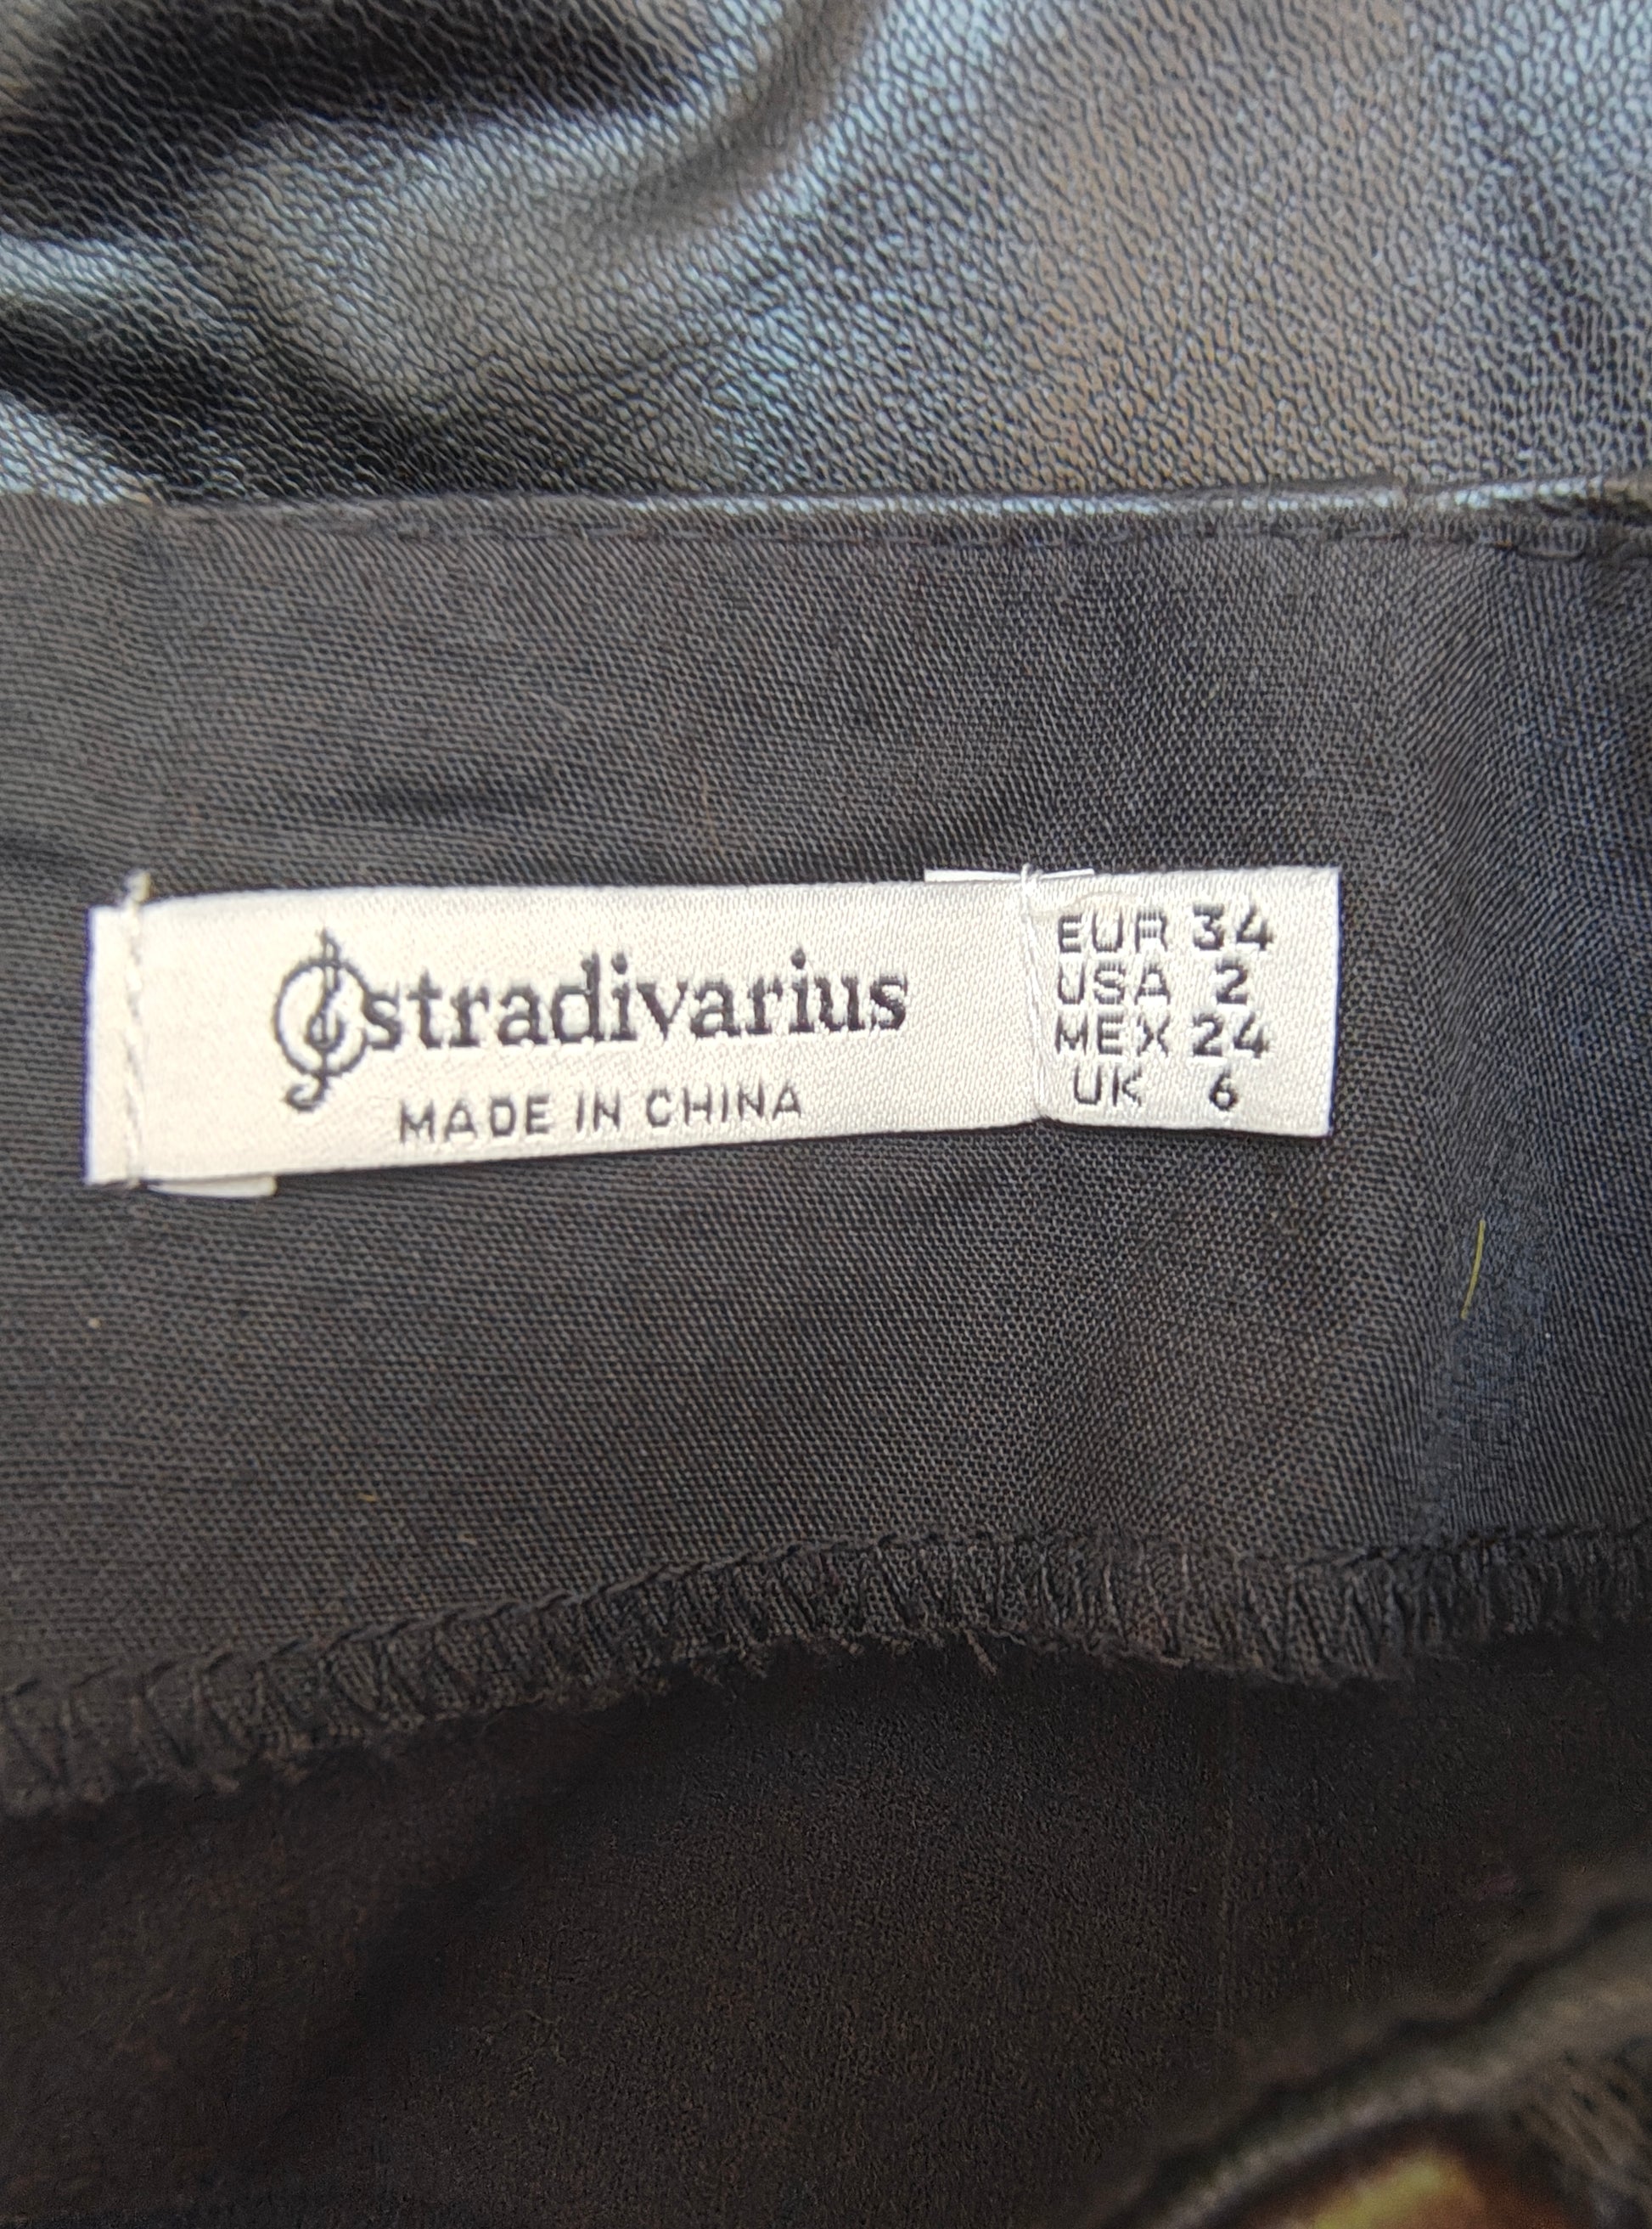 stradivarius
MADE IN CHINA
EUR 34
USA 2
MEX 24
UK 6